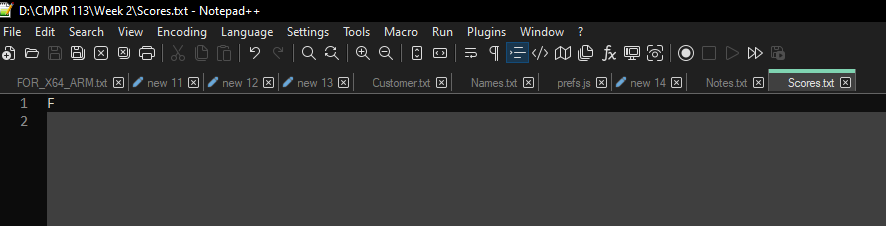 D:\CMPR 113\Week 2\Scores.txt - Notepad++
File Edit Search View Encoding Language Settings Tools Macro Run Plugins Window ?
FOR_X64_ARM.txt new 11 new 12 new 13 Customer.txt Names.txt prefs.js new 14 Notes.txt Scores.txt
1 F
2